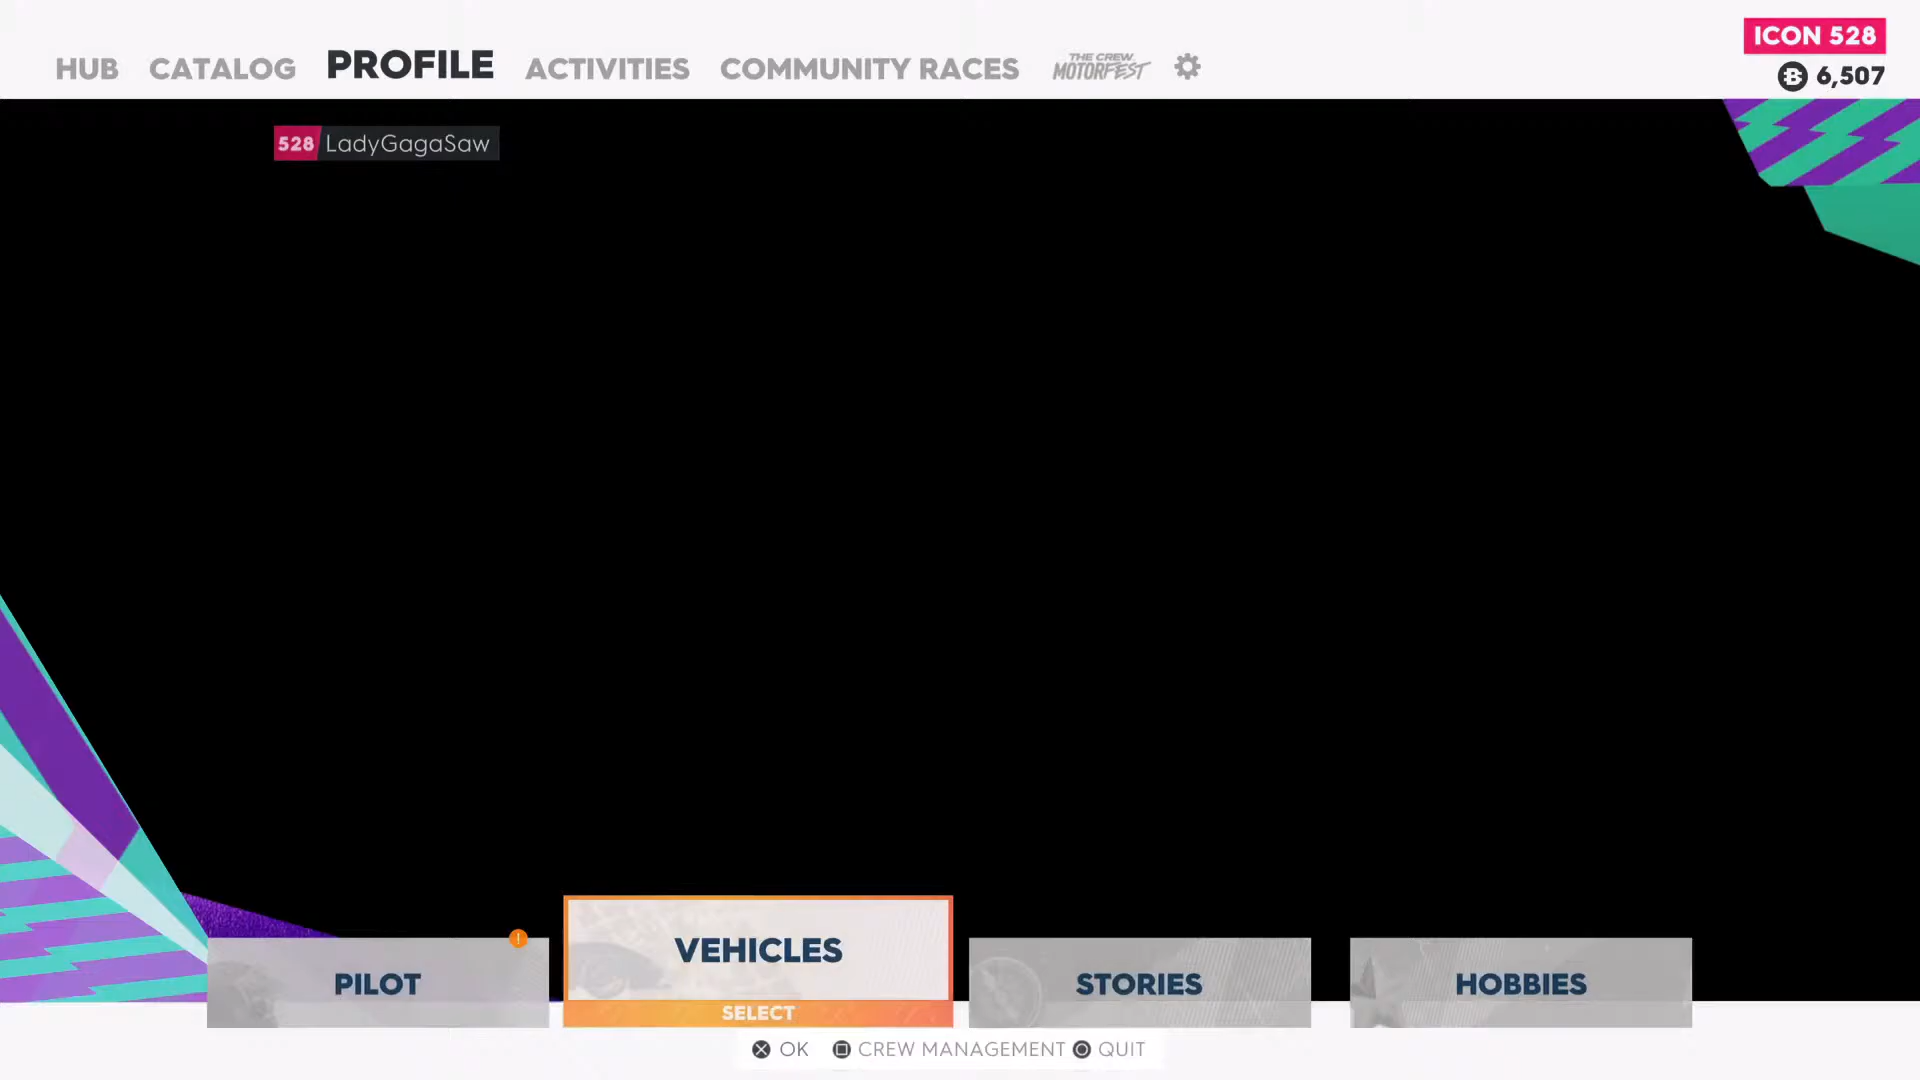 ICON 528
HUB CATALOG PROFILE ACTIVITIES COMMUNITY RACES THE CREW MOTORFEST
6,507
528 LadyGagaSaw
!
VEHICLES
PILOT
STORIES
HOBBIES
SELECT
OK CREW MANAGEMENT QUIT